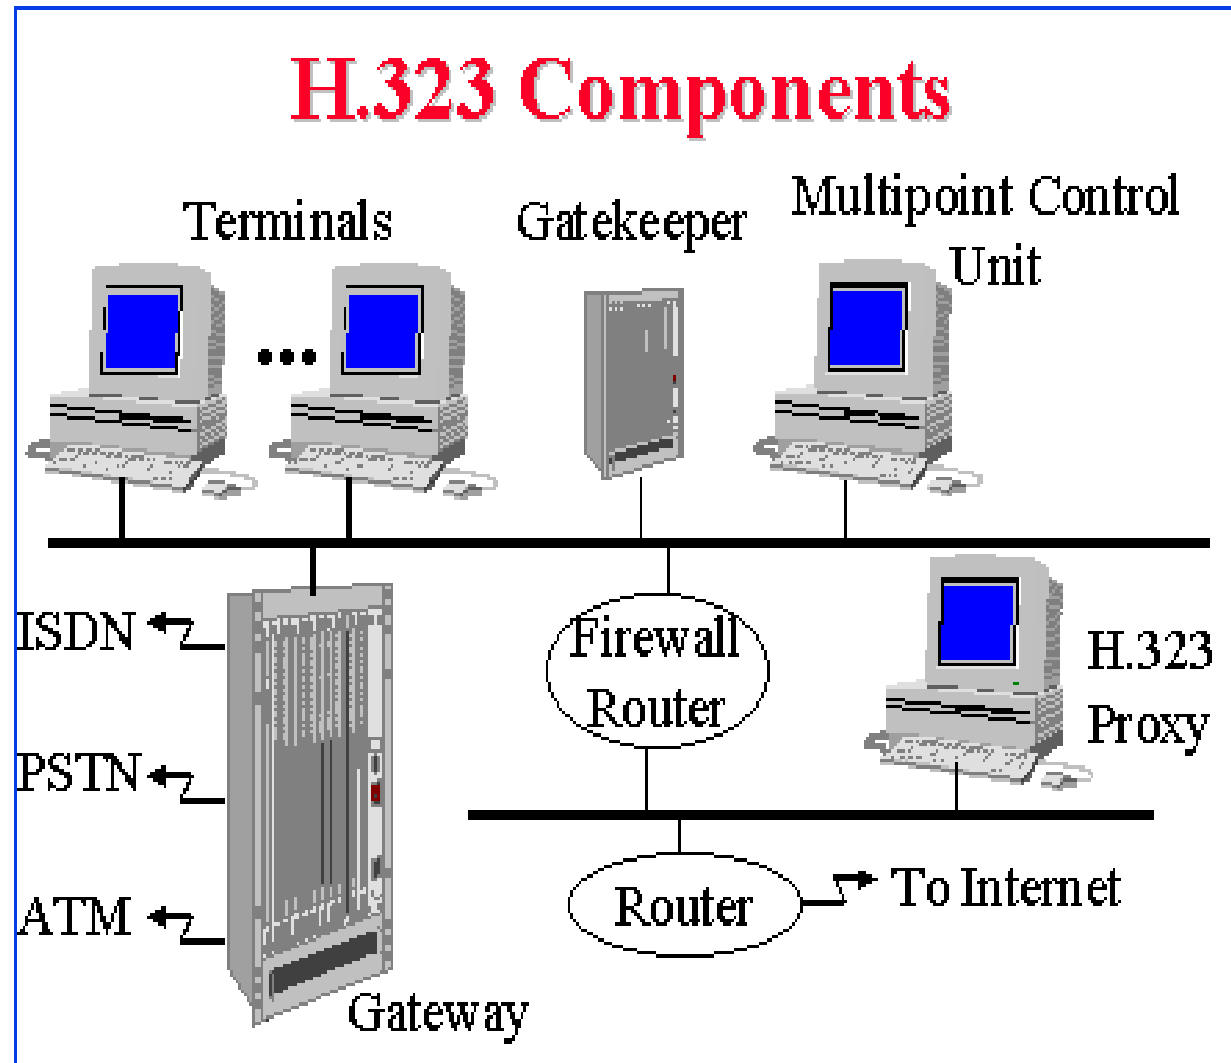 H.323 Components
Terminals
Gatekeeper
Multipoint Control
Unit
ISDN
PSTN
ATM
Gateway
Firewall
Router
H.323
Proxy
Router
To Internet